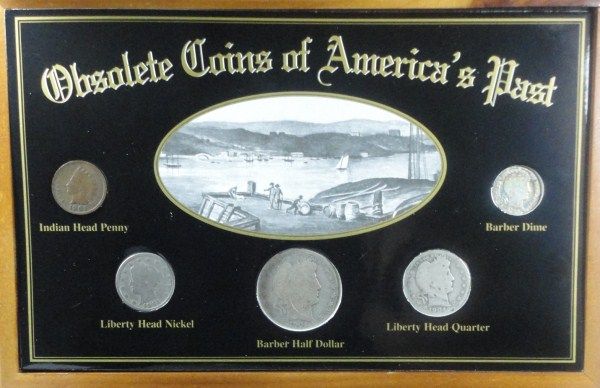 Obsolete Coins of America's Past
Indian Head Penny
Barber Dime
Liberty Head Nickel
Barber Half Dollar
Liberty Head Quarter